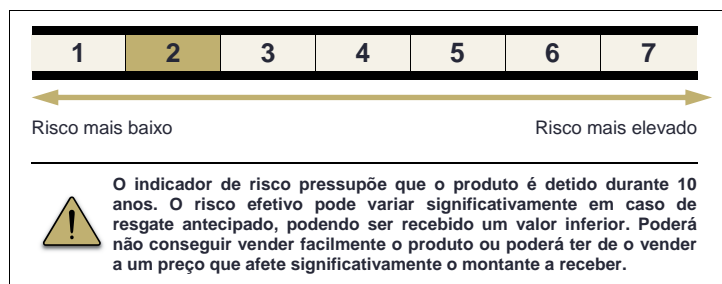 1 2 3 4 5 6 7
Risco mais baixo Risco mais elevado
O indicador de risco pressupõe que o produto é detido durante 10
anos. O risco efetivo pode variar significativamente em caso de
resgate antecipado, podendo ser recebido um valor inferior. Poderá
não conseguir vender facilmente o produto ou poderá ter de o vender
a um preço que afete significativamente o montante a receber.